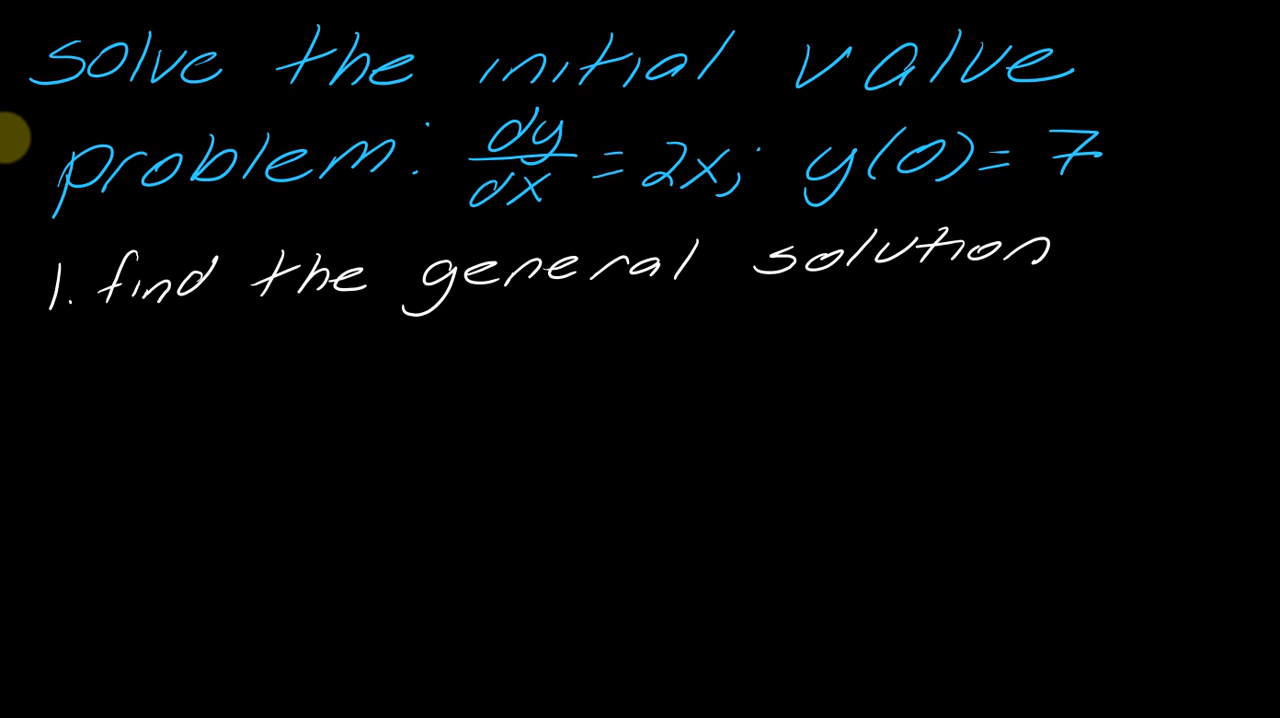 solve the initial value
problem: dy/dx = 2x; y(0) = 7
1. find the general solution